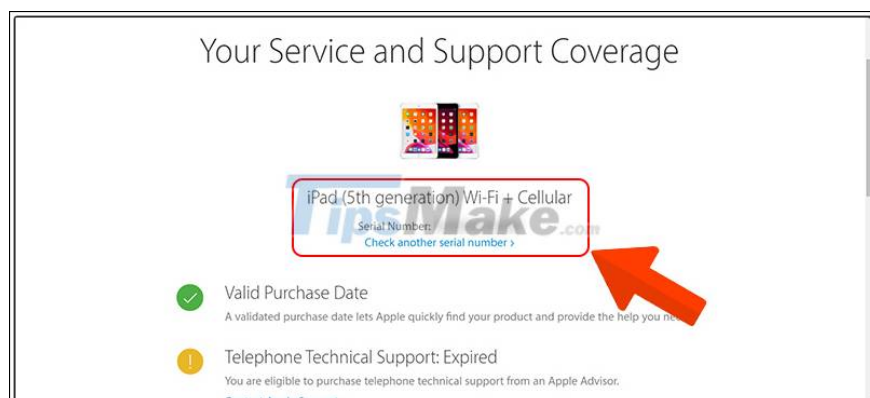 Your Service and Support Coverage
iPad (5th generation) Wi-Fi + Cellular
TipsMake.com
Serial Number:
Check another serial number ›
Valid Purchase Date
A validated purchase date lets Apple quickly find your product and provide the help you
Telephone Technical Support: Expired
You are eligible to purchase telephone technical support from an Apple Advisor.